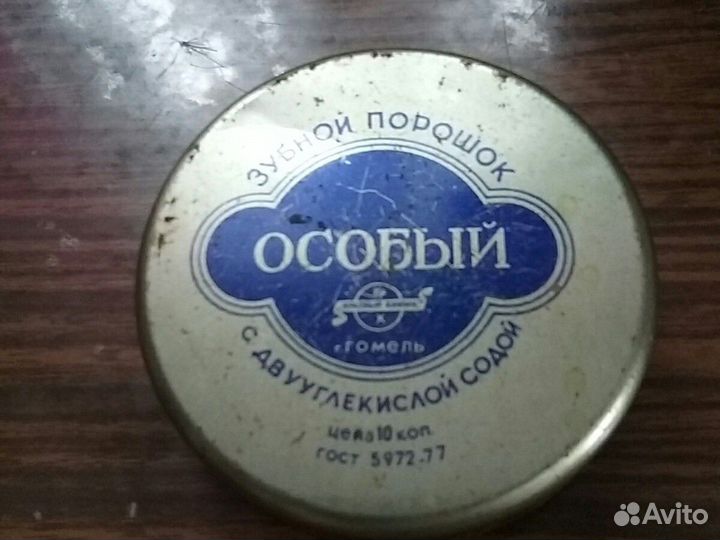 ЗУБНОЙ ПОРОШОК
ОСОБЫЙ
г. ГОМЕЛЬ
С ДВУУГЛЕКИСЛОЙ СОДОЙ
цена 10 коп.
ГОСТ 5972-77
Avito